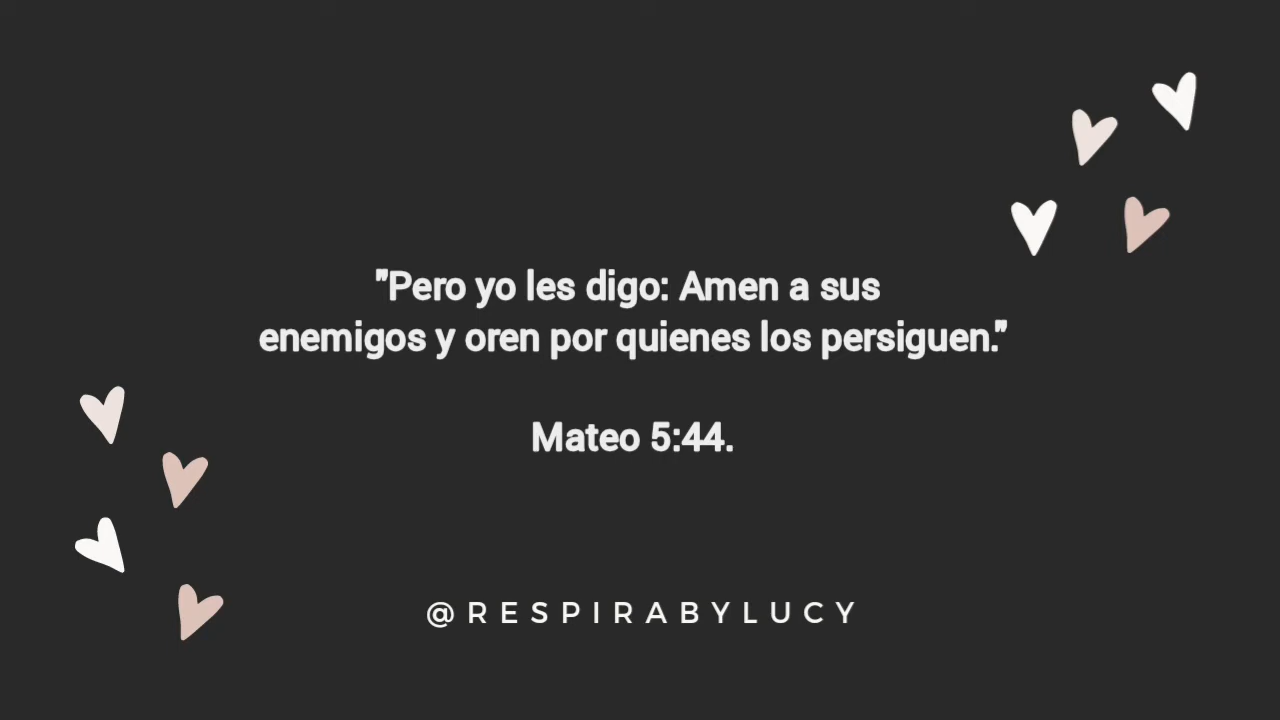 "Pero yo les digo: Amen a sus
enemigos y oren por quienes los persiguen."
Mateo 5:44.
@RESPIRABYLUCY